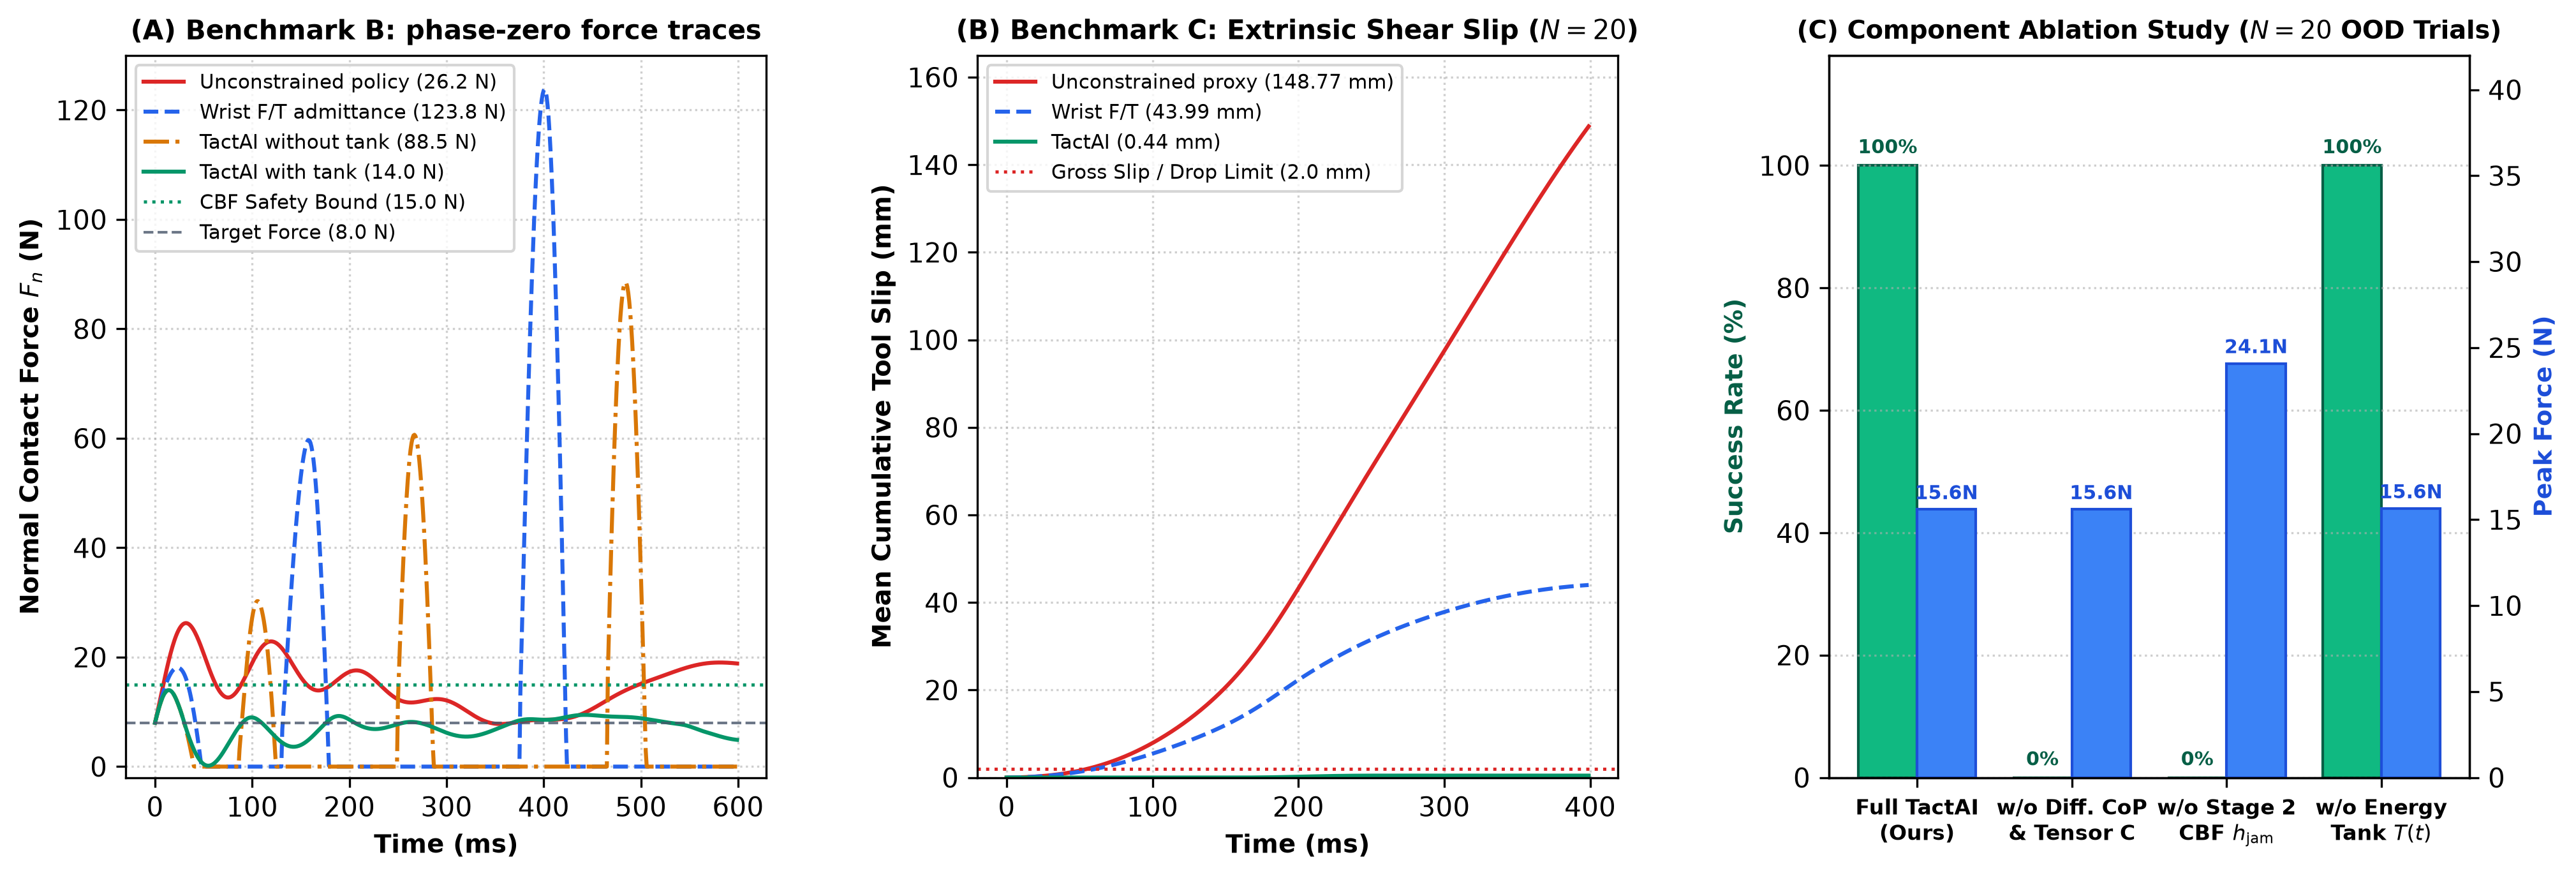 (A) Benchmark B: phase-zero force traces
Normal Contact Force Fn (N)
120
100
80
60
40
20
0
Unconstrained policy (26.2 N)
Wrist F/T admittance (123.8 N)
TactAI without tank (88.5 N)
TactAI with tank (14.0 N)
CBF Safety Bound (15.0 N)
Target Force (8.0 N)
0 100 200 300 400 500 600
Time (ms)
(B) Benchmark C: Extrinsic Shear Slip (N = 20)
Mean Cumulative Tool Slip (mm)
160
140
120
100
80
60
40
20
0
Unconstrained proxy (148.77 mm)
Wrist F/T (43.99 mm)
TactAI (0.44 mm)
Gross Slip / Drop Limit (2.0 mm)
0 100 200 300 400
Time (ms)
(C) Component Ablation Study (N = 20 OOD Trials)
Success Rate (%)
100
80
60
40
20
0
100%
15.6N
0%
15.6N
0%
24.1N
100%
15.6N
40
35
30
25
20
15
10
5
0
Peak Force (N)
Full TactAI
(Ours)
w/o Diff. CoP
& Tensor C
w/o Stage 2
CBF hjam
w/o Energy
Tank T(t)